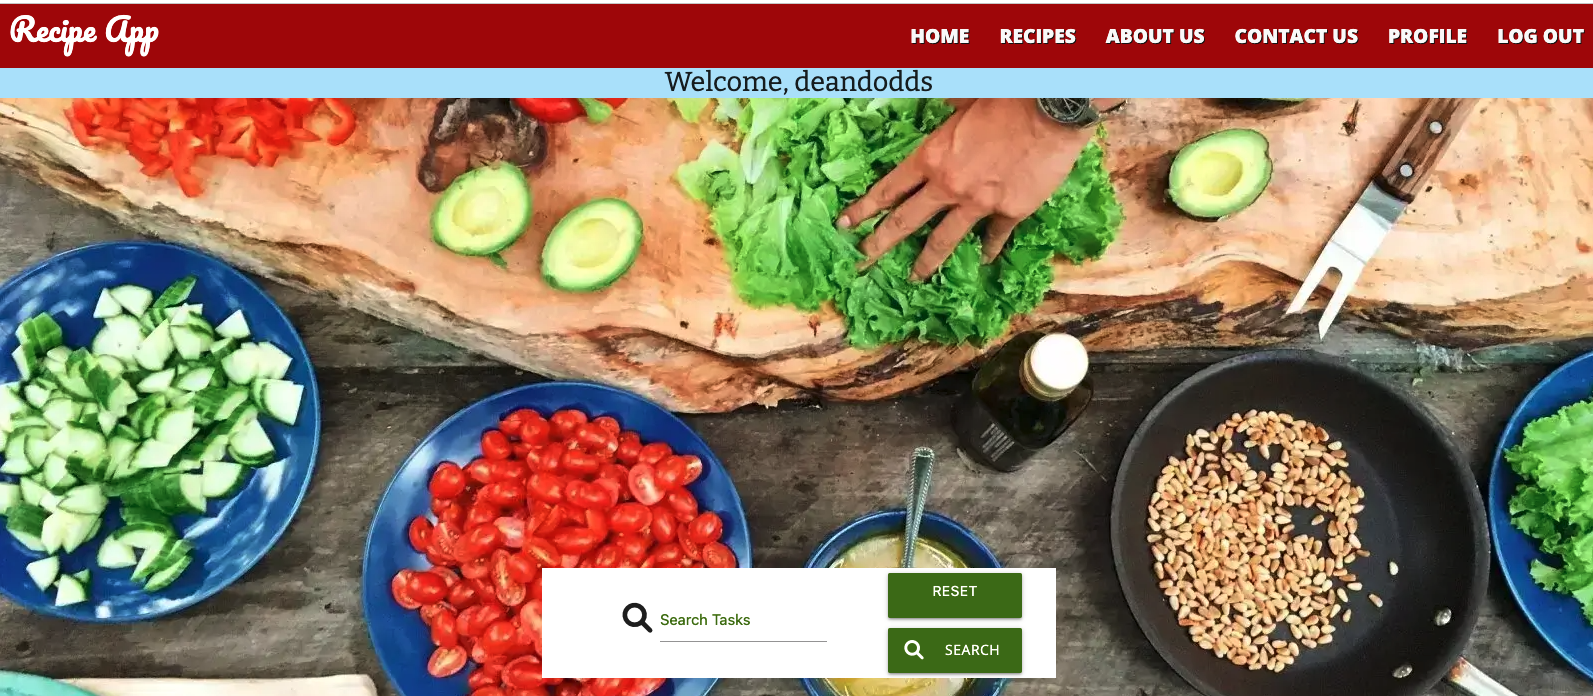 Recipe App
HOME RECIPES ABOUT US CONTACT US PROFILE LOG OUT
Welcome, deandodds
RESET
Search Tasks
SEARCH